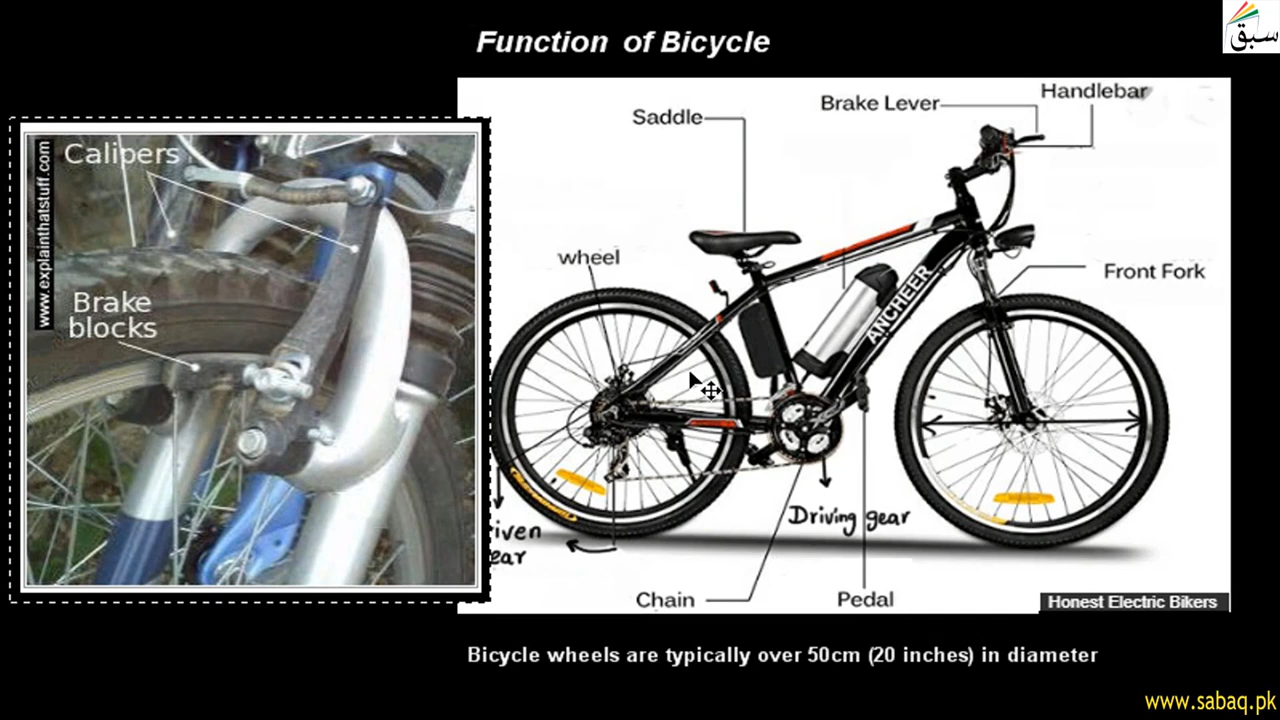 Function of Bicycle
سبق
Handlebar
Brake Lever
Saddle
Calipers
www.explainthatstuff.com
wheel
Front Fork
Brake
blocks
ANCHEER
Driving gear
Chain
Pedal
Honest Electric Bikers
Bicycle wheels are typically over 50cm (20 inches) in diameter
www.sabaq.pk